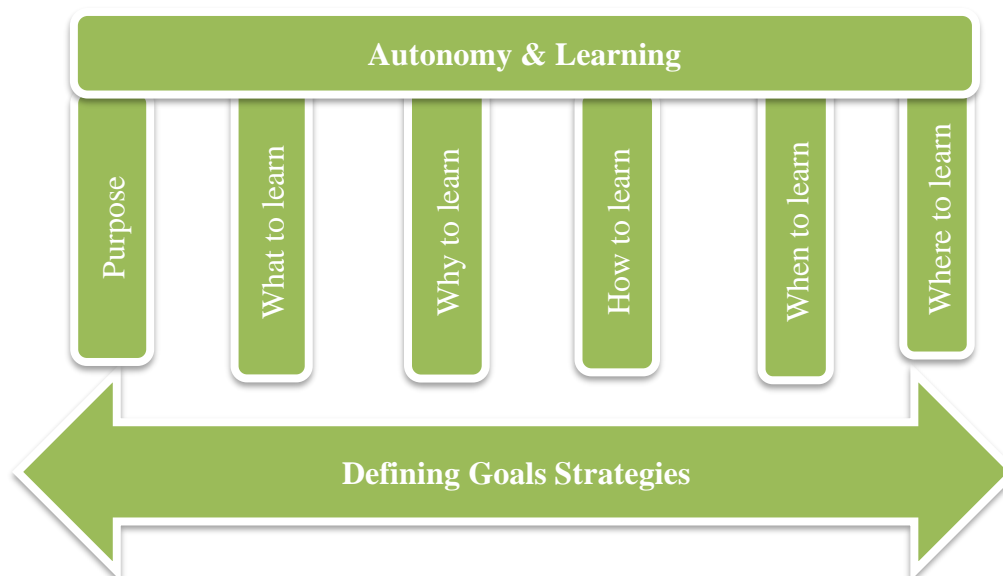 Autonomy & Learning
Purpose
What to learn
Why to learn
How to learn
When to learn
Where to learn
Defining Goals Strategies